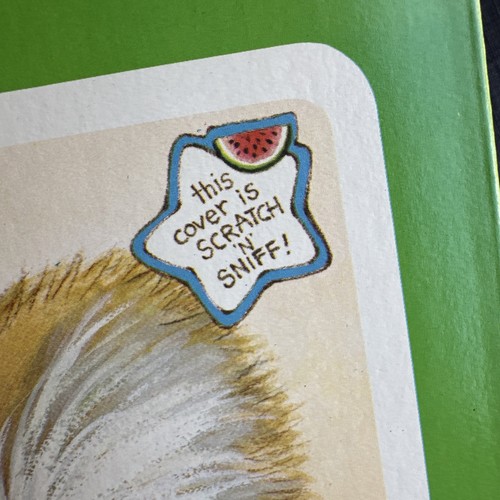 this
cover is
SCRATCH
'N'
SNIFF!